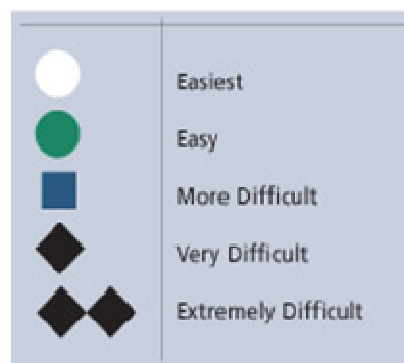 Easiest
Easy
More Difficult
Very Difficult
Extremely Difficult